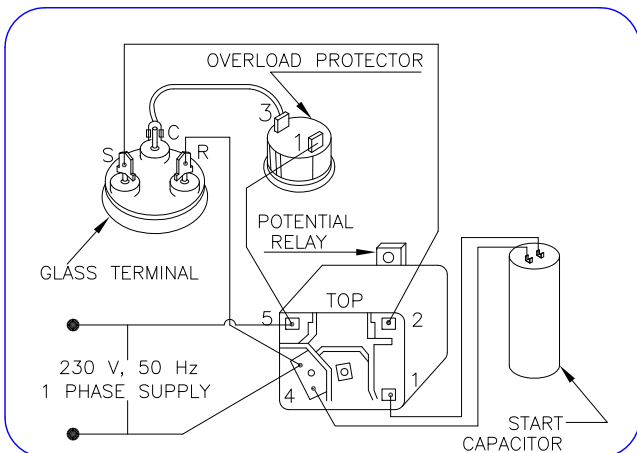 OVERLOAD PROTECTOR
3
C
1
S
R
POTENTIAL
RELAY
GLASS TERMINAL
TOP
5
2
230 V, 50 Hz
1 PHASE SUPPLY
4
1
START
CAPACITOR